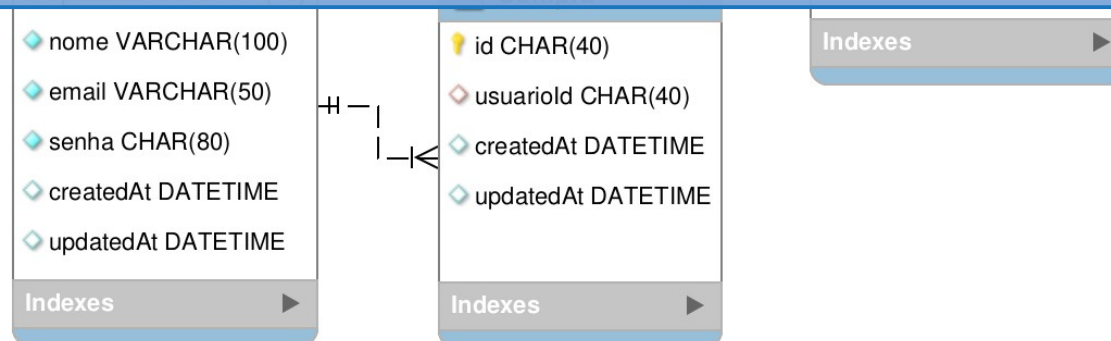 nome VARCHAR(100)
email VARCHAR(50)
senha CHAR(80)
createdAt DATETIME
updatedAt DATETIME
Indexes
id CHAR(40)
usuarioId CHAR(40)
createdAt DATETIME
updatedAt DATETIME
Indexes
Indexes